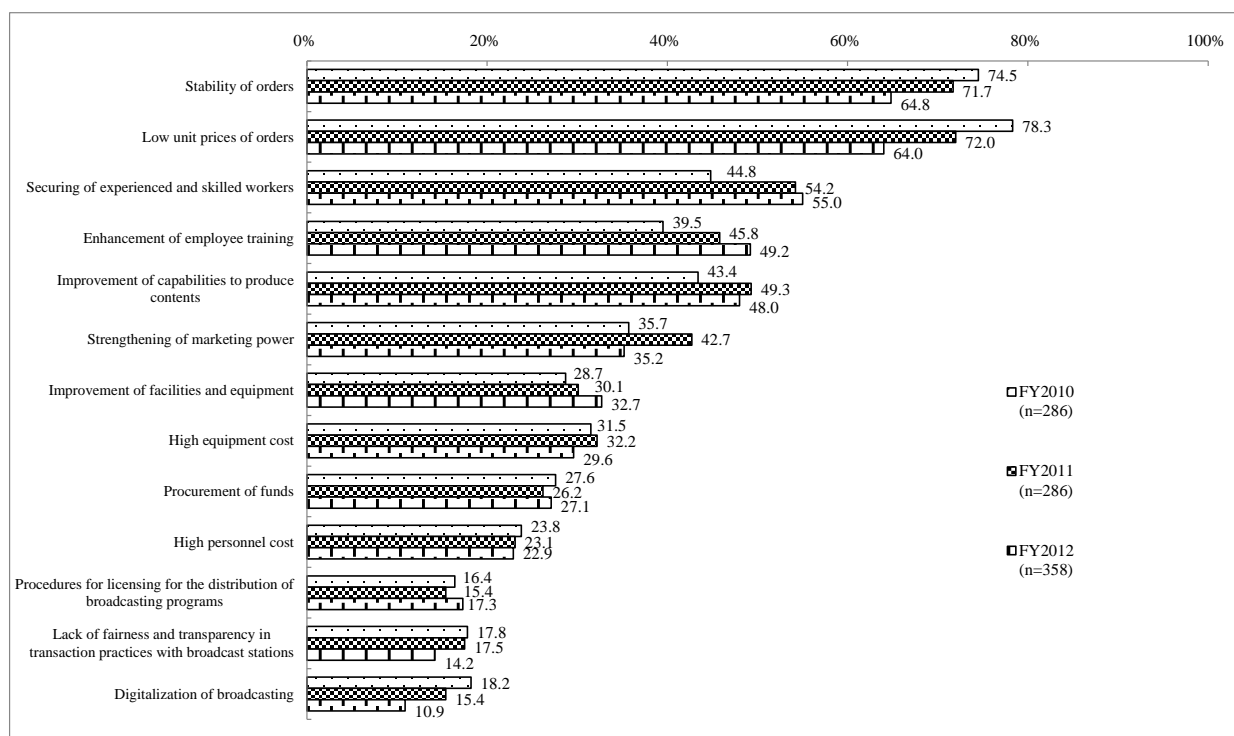 0% 20% 40% 60% 80% 100%
Stability of orders
74.5
71.7
64.8
Low unit prices of orders
78.3
72.0
64.0
Securing of experienced and skilled workers
44.8
54.2
55.0
Enhancement of employee training
39.5
45.8
49.2
Improvement of capabilities to produce
contents
43.4
49.3
48.0
Strengthening of marketing power
35.7
42.7
35.2
Improvement of facilities and equipment
28.7
30.1
32.7
High equipment cost
31.5
32.2
29.6
Procurement of funds
27.6
26.2
27.1
High personnel cost
23.8
23.1
22.9
Procedures for licensing for the distribution of
broadcasting programs
16.4
15.4
17.3
Lack of fairness and transparency in
transaction practices with broadcast stations
17.8
17.5
14.2
Digitalization of broadcasting
18.2
15.4
10.9
FY2010
(n=286)
FY2011
(n=286)
FY2012
(n=358)